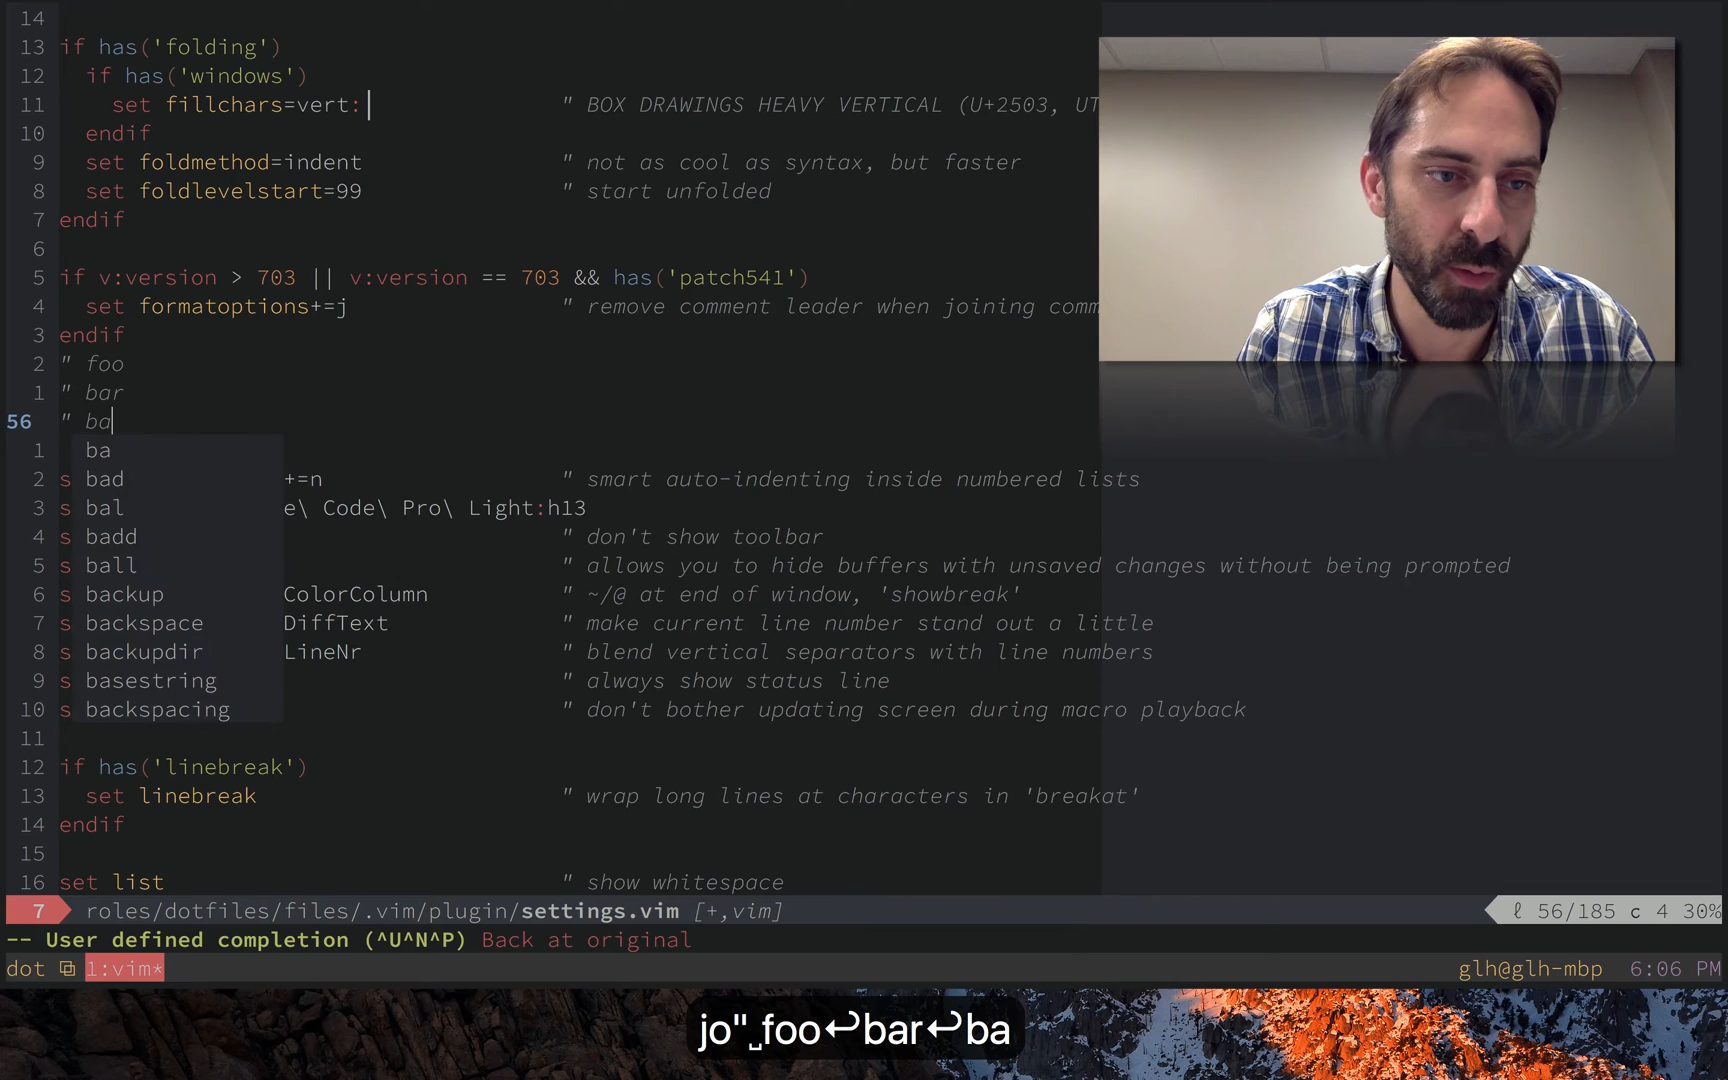 14
13 if has('folding')
12 if has('windows')
11 set fillchars=vert:┃ " BOX DRAWINGS HEAVY VERTICAL (U+2503, UT
10 endif
9 set foldmethod=indent " not as cool as syntax, but faster
8 set foldlevelstart=99 " start unfolded
7 endif
6
5 if v:version > 703 || v:version == 703 && has('patch541')
4 set formatoptions+=j " remove comment leader when joining comm
3 endif
2 " foo
1 " bar
56 " ba
1 ba
2 s bad +=n " smart auto-indenting inside numbered lists
3 s bal e\ Code\ Pro\ Light:h13
4 s badd " don't show toolbar
5 s ball " allows you to hide buffers with unsaved changes without being prompted
6 s backup ColorColumn " ~/@ at end of window, 'showbreak'
7 s backspace DiffText " make current line number stand out a little
8 s backupdir LineNr " blend vertical separators with line numbers
9 s basestring " always show status line
10 s backspacing " don't bother updating screen during macro playback
11
12 if has('linebreak')
13 set linebreak " wrap long lines at characters in 'breakat'
14 endif
15
16 set list " show whitespace
7 roles/dotfiles/files/.vim/plugin/settings.vim [+,vim] ℓ 56/185 c 4 30%
-- User defined completion (^U^N^P) Back at original
dot 1:vim* glh@glh-mbp 6:06 PM
jo"␣foo↩bar↩ba